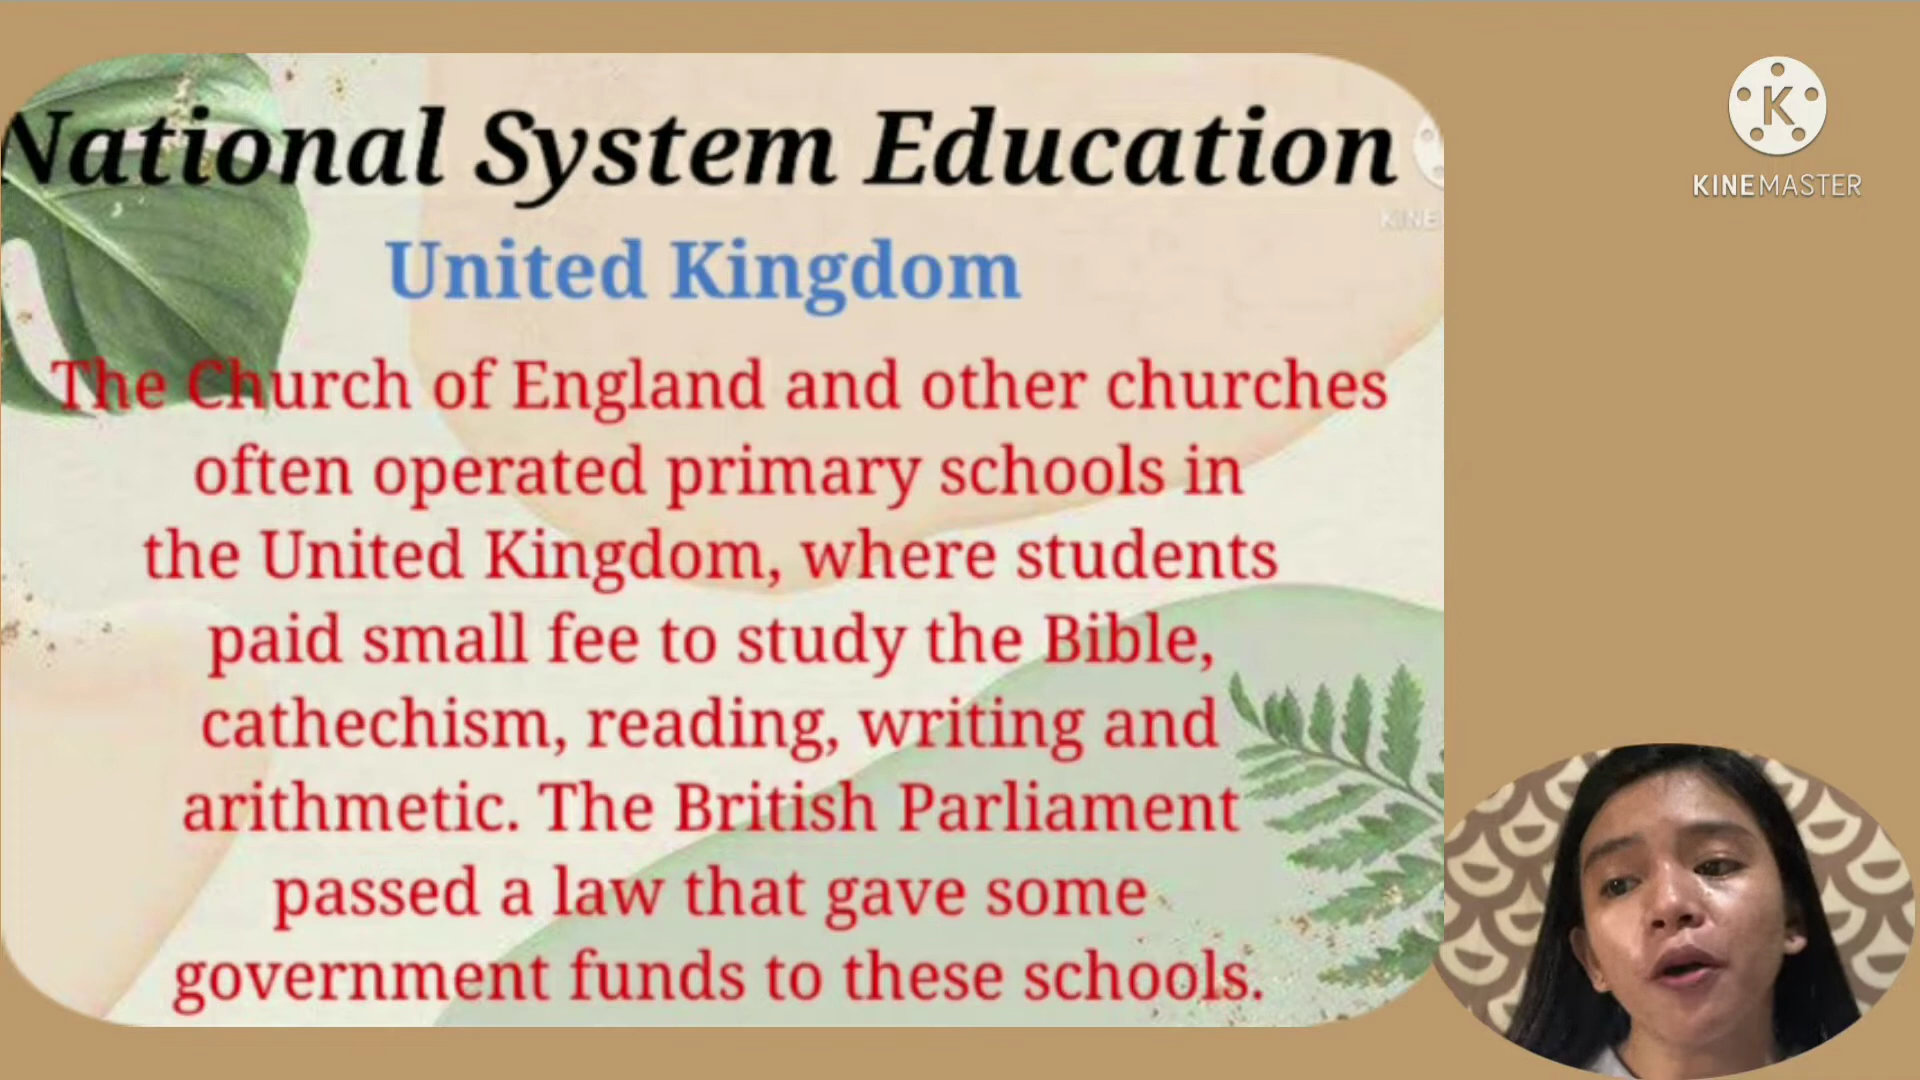 National System Education
United Kingdom
The Church of England and other churches
often operated primary schools in
the United Kingdom, where students
paid small fee to study the Bible,
cathechism, reading, writing and
arithmetic. The British Parliament
passed a law that gave some
government funds to these schools.
K
KINEMASTER
KINE